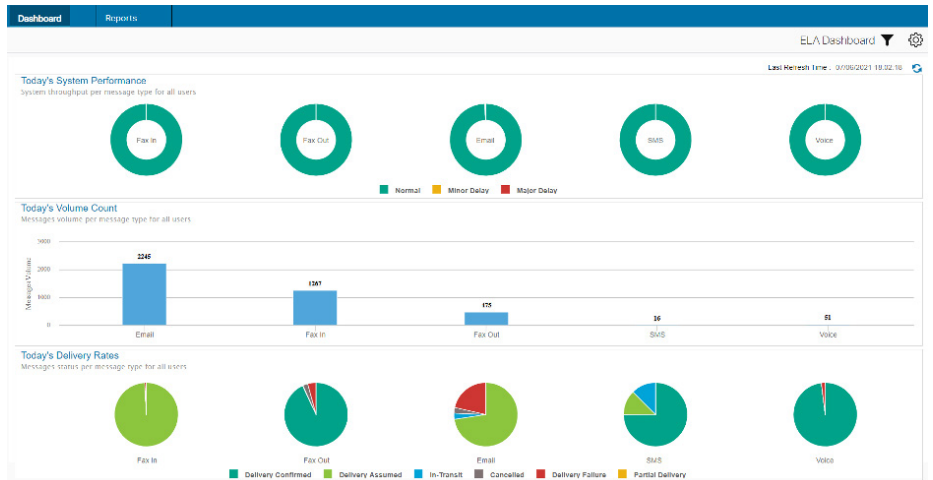 Dashboard Reports
ELA Dashboard
Last Refresh Time : 07/06/2021 18:02:16
Today's System Performance
System throughput per message type for all users
Fax In Fax Out Email SMS Voice
Normal Minor Delay Major Delay
Today's Volume Count
Messages volume per message type for all users
Messages Volume
3000
2000
1000
0
2245
1267
475
16
51
Email Fax In Fax Out SMS Voice
Today's Delivery Rates
Messages status per message type for all users
Fax In Fax Out Email SMS Voice
Delivery Confirmed Delivery Assumed In-Transit Cancelled Delivery Failure Partial Delivery